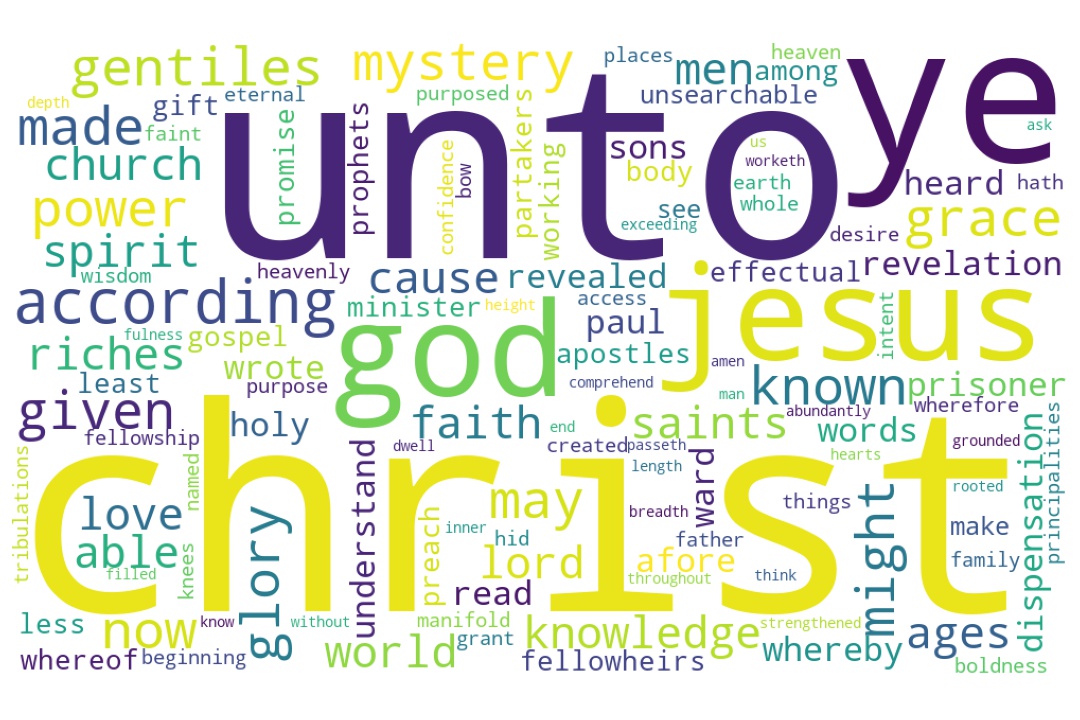 gentiles
mystery
places
heaven
men
among
ye
depth
gift
eternal
purposed
unsearchable
made
faint
unto
promise
prophets
confidence
bow
partakers
working
sons
us
worketh
ask
church
body
earth
whole
heard
hath
power
see
exceeding
grace
spirit
wisdom
heavenly
cause
revealed
desire
effectual
revelation
according
minister
height
access
jesus
intent
fulness
gospel
god
paul
riches
wrote
apostles
amen
least
purpose
comprehend
man
known
prisoner
given
holy
faith
end
saints
abundantly
wherefore
fellowship
dwell
created
passeth
words
grounded
principalities
tribulations
named
christ
understand
length
ward
hearts
rooted
dispensation
love
glory
may
breadth
things
might
make
able
preach
inner
hid
father
family
filled
knees
lord
afore
throughout
think
read
less
now
know
without
manifold
grant
knowledge
strengthened
ages
whereof
beginning
world
fellowheirs
whereby
boldness